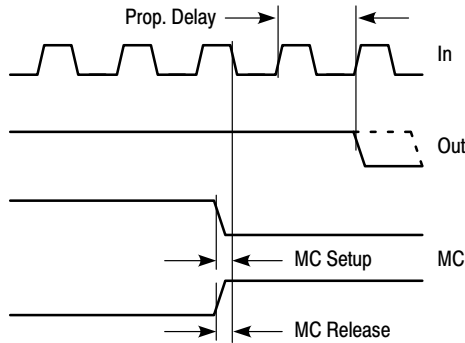 Prop. Delay
In
Out
MC Setup
MC
MC Release